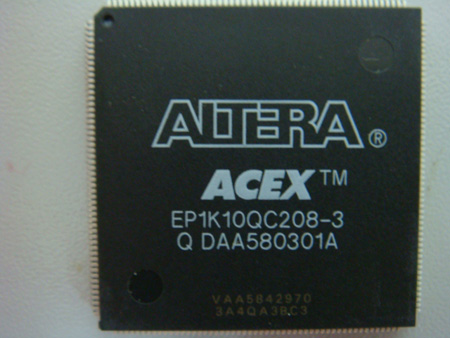 ALTERA®
ACEX™
EP1K10QC208-3
Q DAA580301A
VAA5842970
3A4QA3BC3